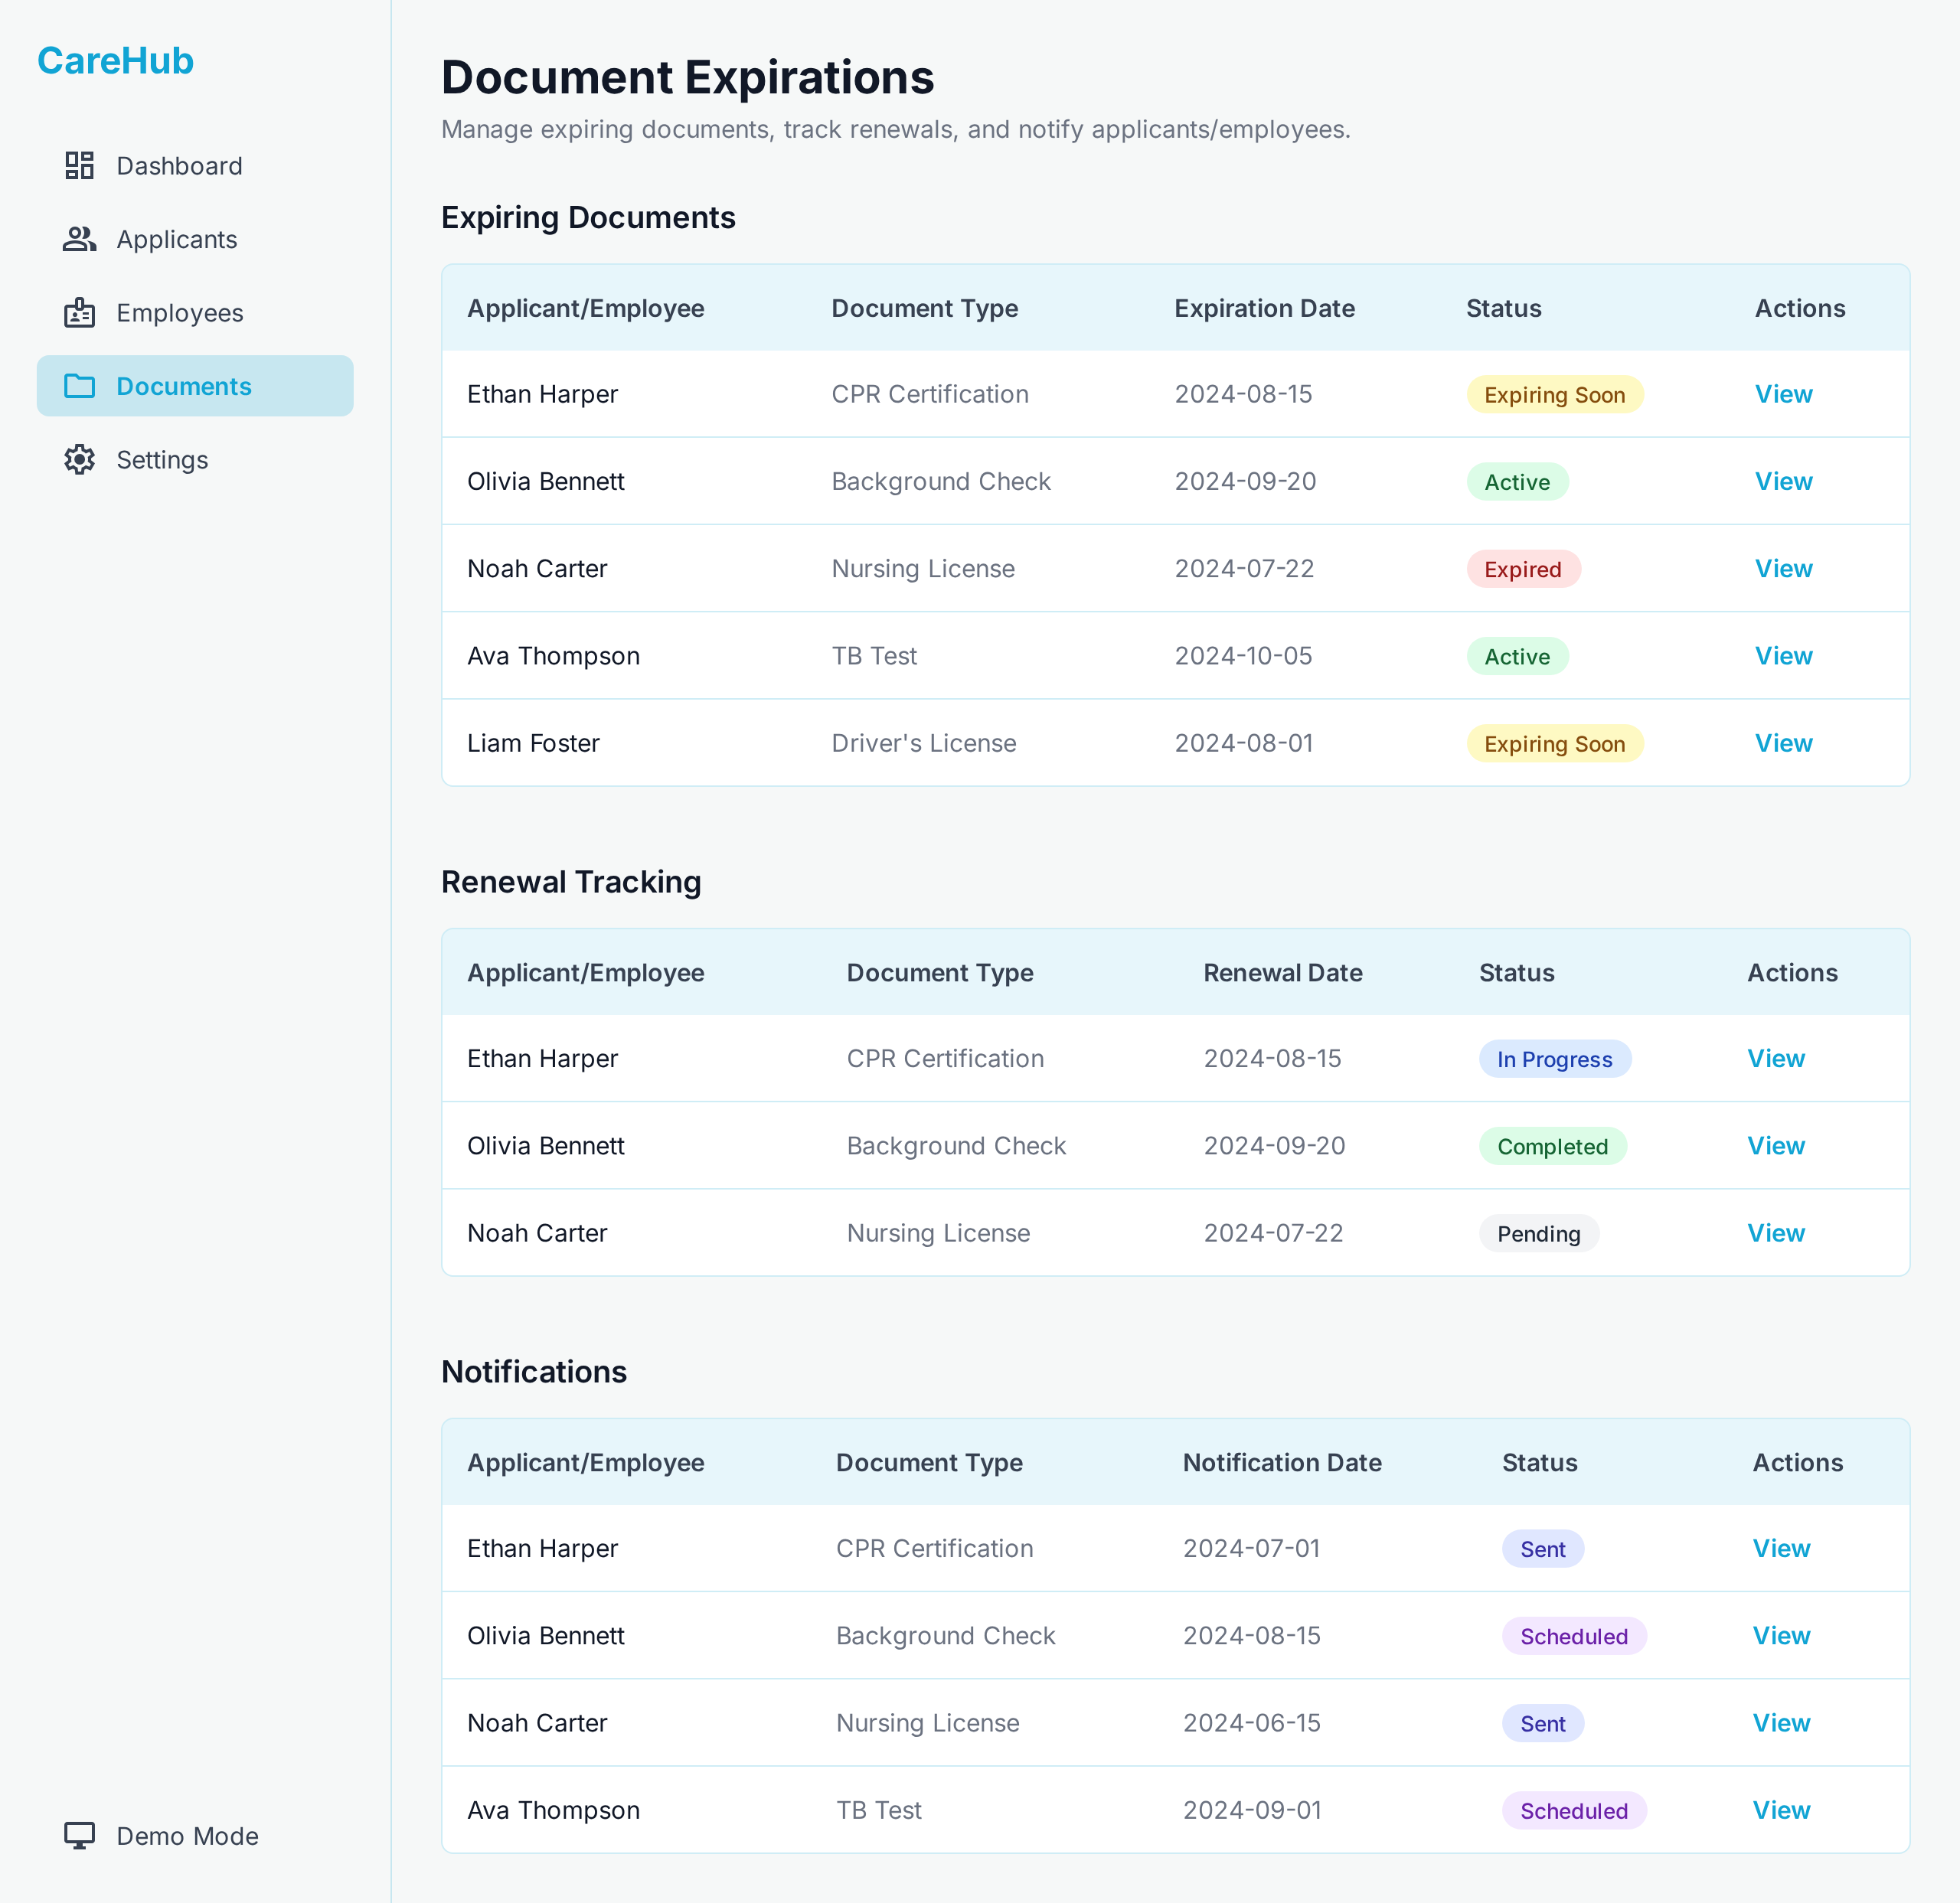 CareHub
Dashboard
Applicants
Employees
Documents
Settings
Demo Mode
Document Expirations
Manage expiring documents, track renewals, and notify applicants/employees.
Expiring Documents
Applicant/Employee Document Type Expiration Date Status Actions
Ethan Harper CPR Certification 2024-08-15 Expiring Soon View
Olivia Bennett Background Check 2024-09-20 Active View
Noah Carter Nursing License 2024-07-22 Expired View
Ava Thompson TB Test 2024-10-05 Active View
Liam Foster Driver's License 2024-08-01 Expiring Soon View
Renewal Tracking
Applicant/Employee Document Type Renewal Date Status Actions
Ethan Harper CPR Certification 2024-08-15 In Progress View
Olivia Bennett Background Check 2024-09-20 Completed View
Noah Carter Nursing License 2024-07-22 Pending View
Notifications
Applicant/Employee Document Type Notification Date Status Actions
Ethan Harper CPR Certification 2024-07-01 Sent View
Olivia Bennett Background Check 2024-08-15 Scheduled View
Noah Carter Nursing License 2024-06-15 Sent View
Ava Thompson TB Test 2024-09-01 Scheduled View